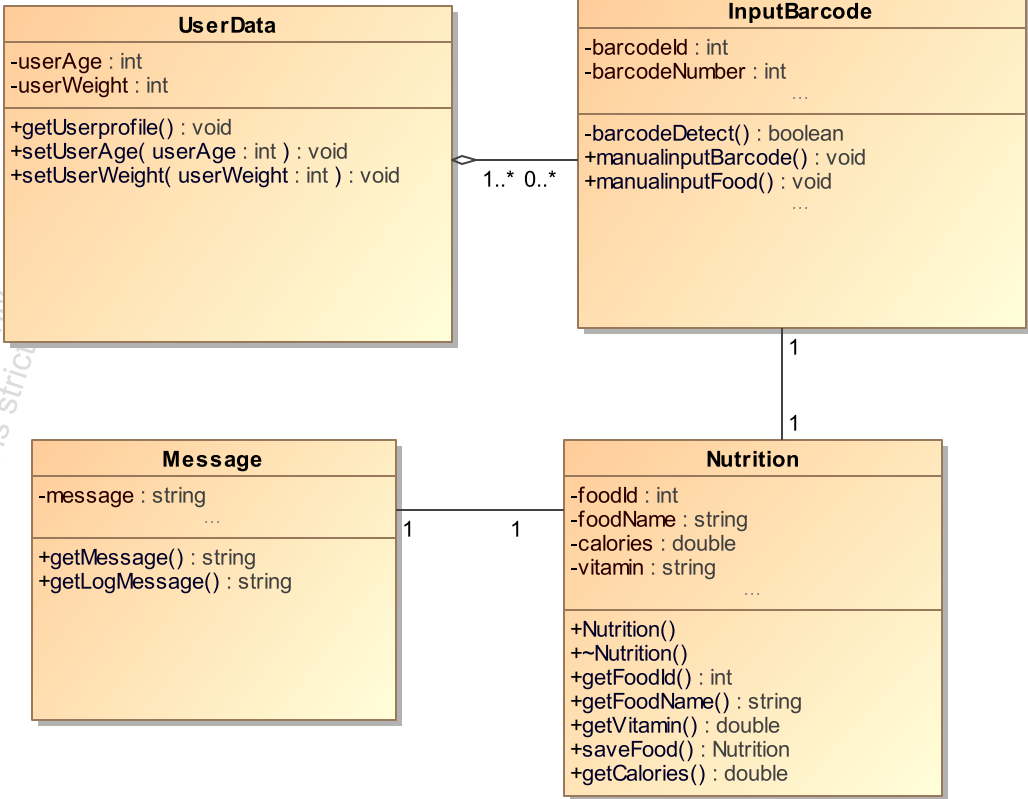 UserData
-userAge : int
-userWeight : int
+getUserprofile() : void
+setUserAge( userAge : int ) : void
+setUserWeight( userWeight : int ) : void
InputBarcode
-barcodeId : int
-barcodeNumber : int
...
-barcodeDetect() : boolean
+manualinputBarcode() : void
+manualinputFood() : void
...
1..* 0..*
1
1
Message
-message : string
...
+getMessage() : string
+getLogMessage() : string
1 1
Nutrition
-foodId : int
-foodName : string
-calories : double
-vitamin : string
...
+Nutrition()
+~Nutrition()
+getFoodId() : int
+getFoodName() : string
+getVitamin() : double
+saveFood() : Nutrition
+getCalories() : double